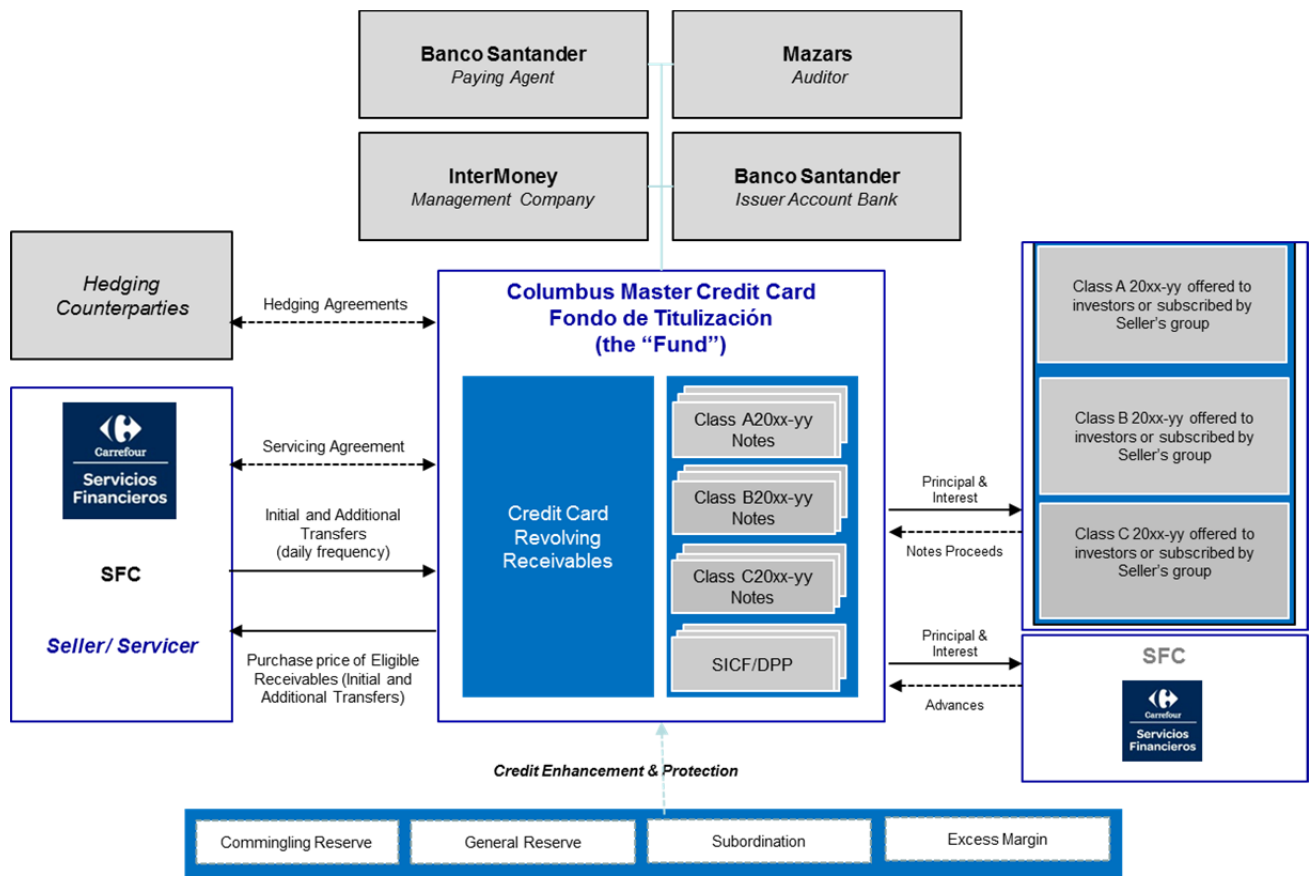 Banco Santander
Paying Agent
Mazars
Auditor
InterMoney
Management Company
Banco Santander
Issuer Account Bank
Hedging
Counterparties
Hedging Agreements
Columbus Master Credit Card
Fondo de Titulización
(the “Fund”)
Class A 20xx-yy offered to
investors or subscribed by
Seller’s group
Class B 20xx-yy offered to
investors or subscribed by
Seller’s group
Class C 20xx-yy offered to
investors or subscribed by
Seller’s group
Carrefour
Servicios
Financieros
SFC
Seller/ Servicer
Servicing Agreement
Initial and Additional
Transfers
(daily frequency)
Purchase price of Eligible
Receivables (Initial and
Additional Transfers)
Credit Card
Revolving
Receivables
Class A20xx-yy
Notes
Class B20xx-yy
Notes
Class C20xx-yy
Notes
SICF/DPP
Principal &
Interest
Notes Proceeds
Principal &
Interest
Advances
SFC
Carrefour
Servicios
Financieros
Credit Enhancement & Protection
Commingling Reserve
General Reserve
Subordination
Excess Margin